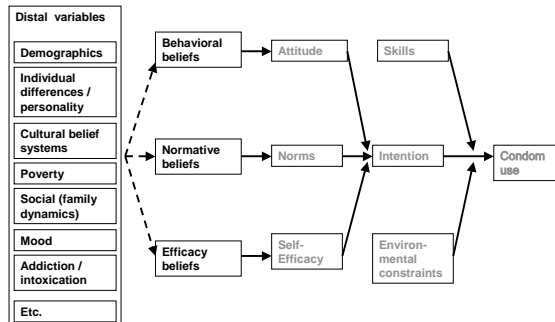 Distal variables
Demographics
Individual
differences /
personality
Cultural belief
systems
Poverty
Social (family
dynamics)
Mood
Addiction /
intoxication
Etc.
Behavioral
beliefs
Normative
beliefs
Efficacy
beliefs
Attitude
Norms
Self-
Efficacy
Skills
Intention
Environ-
mental
constraints
Condom
use